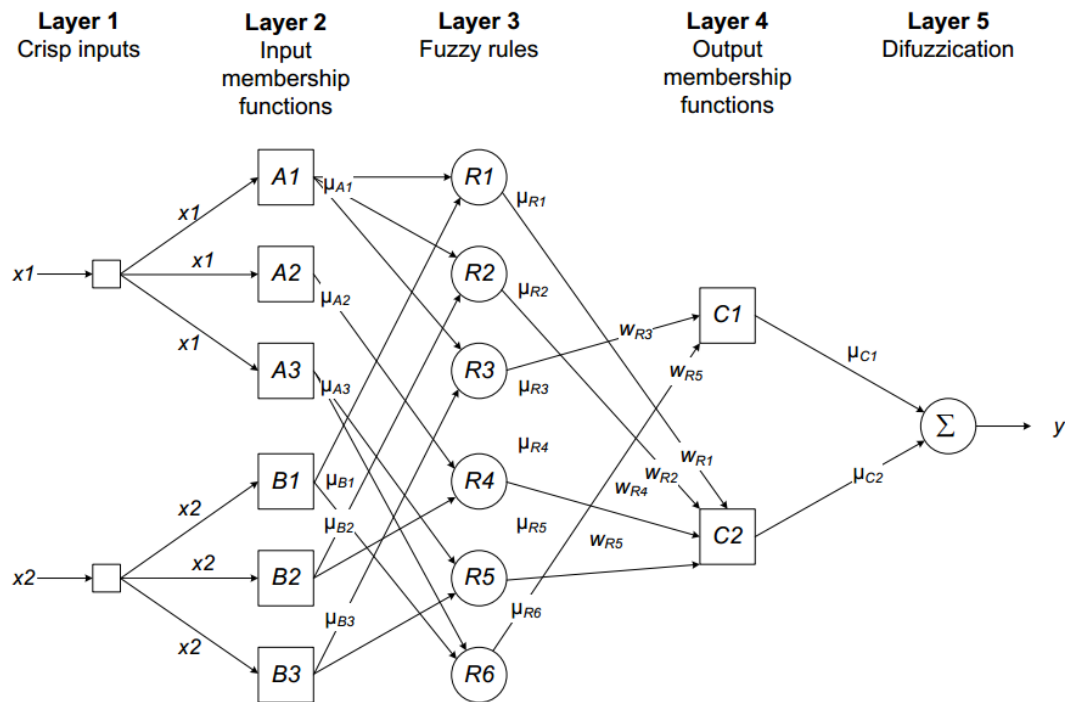 Layer 1
Crisp inputs
Layer 2
Input
membership
functions
Layer 3
Fuzzy rules
Layer 4
Output
membership
functions
Layer 5
Difuzzication
x1
x1
x1
x1
x2
x2
x2
x2
A1
A2
A3
B1
B2
B3
μA1
μA2
μA3
μB1
μB2
μB3
R1
R2
R3
R4
R5
R6
μR1
μR2
μR3
μR4
μR5
μR6
wR3
wR5
wR1
wR2
wR4
wR5
C1
C2
μC1
μC2
Σ
y